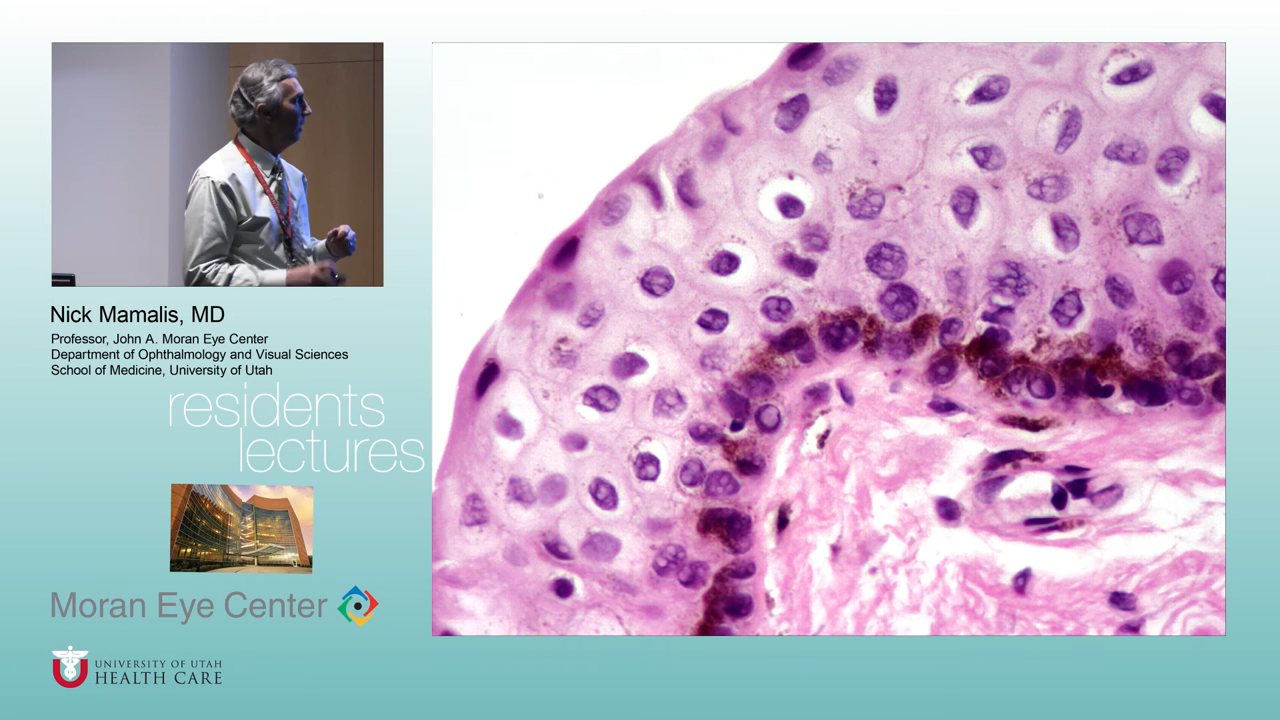 Nick Mamalis, MD
Professor, John A. Moran Eye Center
Department of Ophthalmology and Visual Sciences
School of Medicine, University of Utah
residents
lectures
Moran Eye Center
UNIVERSITY OF UTAH
HEALTH CARE